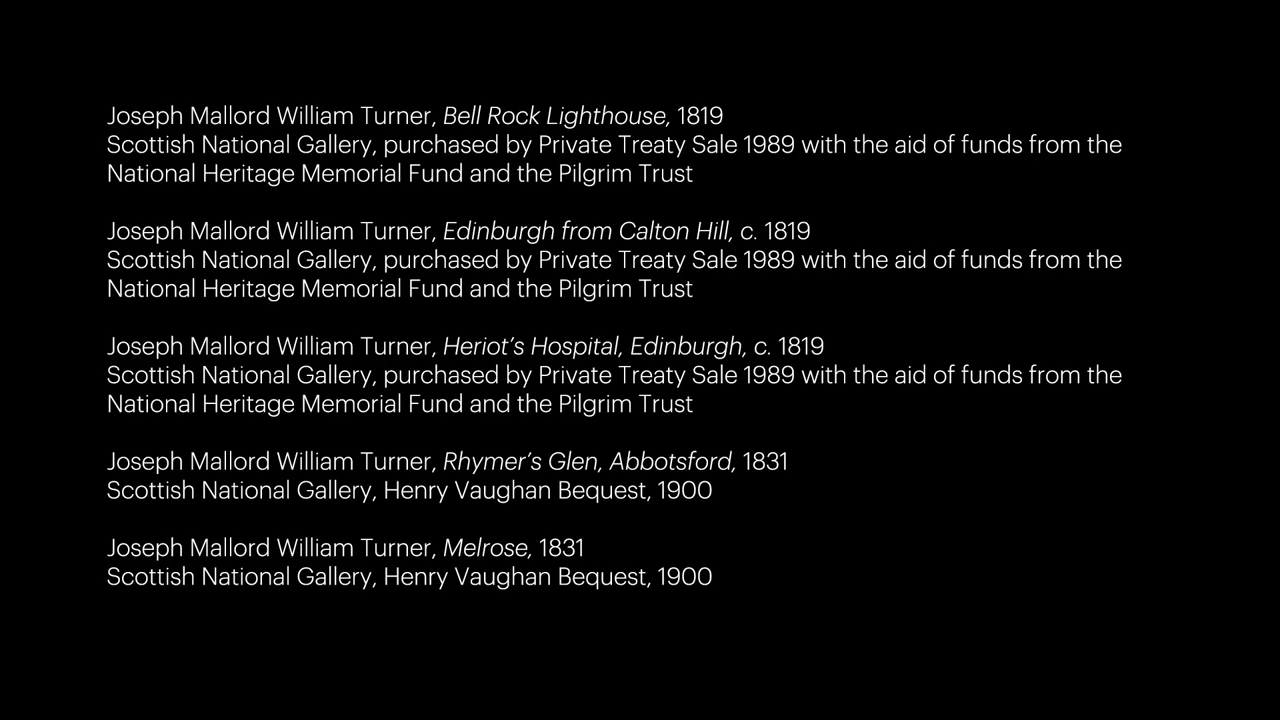 Joseph Mallord William Turner, Bell Rock Lighthouse, 1819
Scottish National Gallery, purchased by Private Treaty Sale 1989 with the aid of funds from the
National Heritage Memorial Fund and the Pilgrim Trust
Joseph Mallord William Turner, Edinburgh from Calton Hill, c. 1819
Scottish National Gallery, purchased by Private Treaty Sale 1989 with the aid of funds from the
National Heritage Memorial Fund and the Pilgrim Trust
Joseph Mallord William Turner, Heriot’s Hospital, Edinburgh, c. 1819
Scottish National Gallery, purchased by Private Treaty Sale 1989 with the aid of funds from the
National Heritage Memorial Fund and the Pilgrim Trust
Joseph Mallord William Turner, Rhymer’s Glen, Abbotsford, 1831
Scottish National Gallery, Henry Vaughan Bequest, 1900
Joseph Mallord William Turner, Melrose, 1831
Scottish National Gallery, Henry Vaughan Bequest, 1900